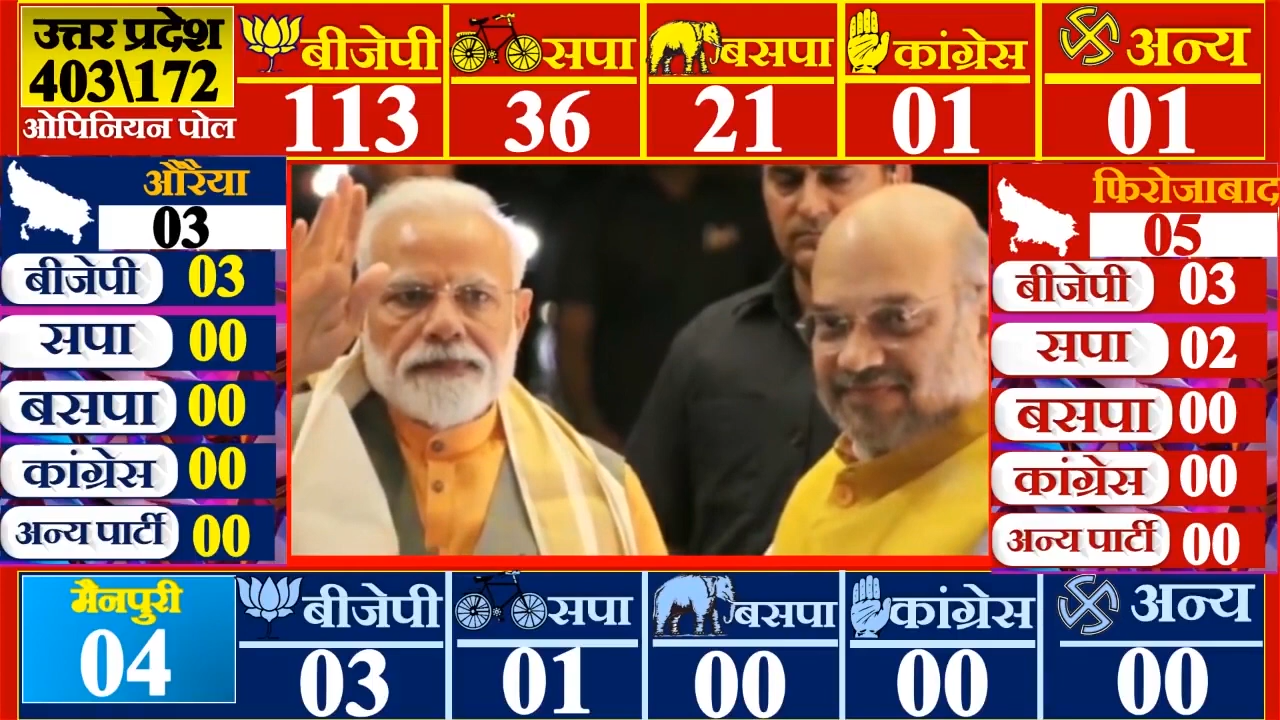 उत्तर प्रदेश
403\172
ओपिनियन पोल
बीजेपी
113
सपा
36
बसपा
21
कांग्रेस
01
अन्य
01
औरैया
03
बीजेपी 03
सपा 00
बसपा 00
कांग्रेस 00
अन्य पार्टी 00
फिरोजाबाद
05
बीजेपी 03
सपा 02
बसपा 00
कांग्रेस 00
अन्य पार्टी 00
मैनपुरी
04
बीजेपी
03
सपा
01
बसपा
00
कांग्रेस
00
अन्य
00